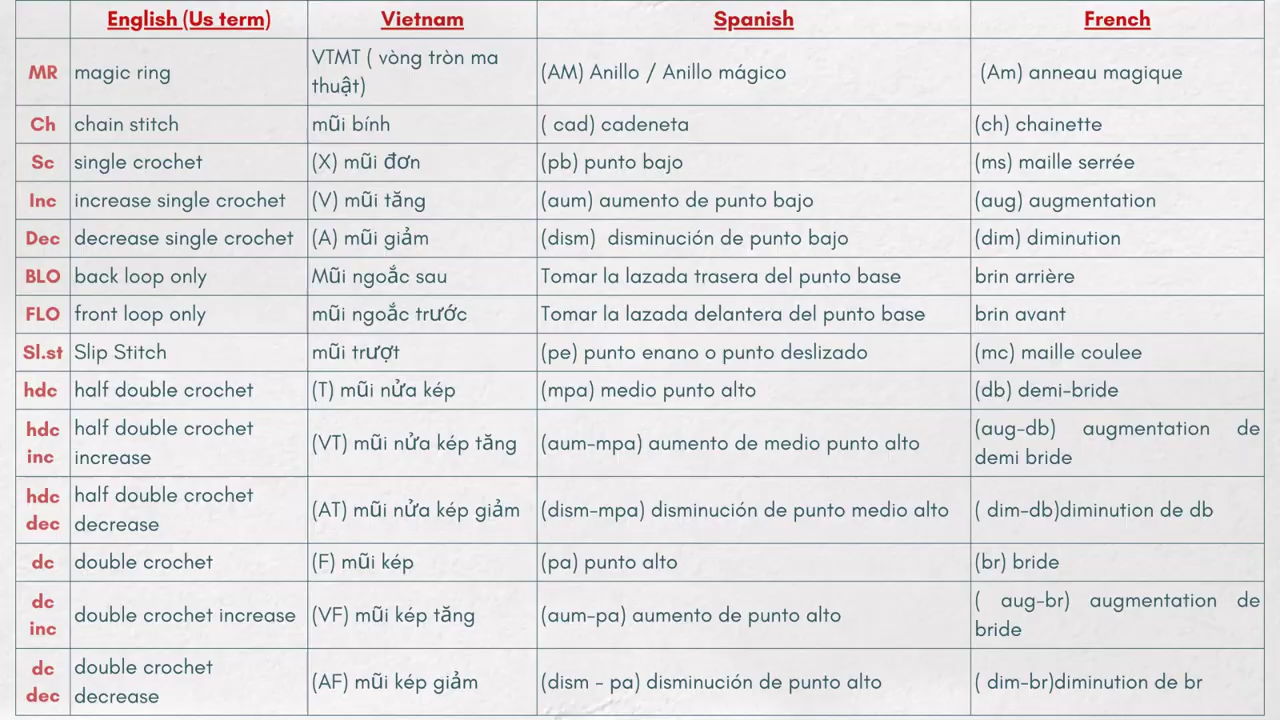 English (Us term) Vietnam Spanish French
MR magic ring VTMT ( vòng tròn ma thuật) (AM) Anillo / Anillo mágico (Am) anneau magique
Ch chain stitch mũi bính ( cad) cadeneta (ch) chainette
Sc single crochet (X) mũi đơn (pb) punto bajo (ms) maille serrée
Inc increase single crochet (V) mũi tăng (aum) aumento de punto bajo (aug) augmentation
Dec decrease single crochet (A) mũi giảm (dism) disminución de punto bajo (dim) diminution
BLO back loop only Mũi ngoắc sau Tomar la lazada trasera del punto base brin arrière
FLO front loop only mũi ngoắc trước Tomar la lazada delantera del punto base brin avant
Sl.st Slip Stitch mũi trượt (pe) punto enano o punto deslizado (mc) maille coulee
hdc half double crochet (T) mũi nửa kép (mpa) medio punto alto (db) demi-bride
hdc inc half double crochet increase (VT) mũi nửa kép tăng (aum-mpa) aumento de medio punto alto (aug-db) augmentation de demi bride
hdc dec half double crochet decrease (AT) mũi nửa kép giảm (dism-mpa) disminución de punto medio alto ( dim-db)diminution de db
dc double crochet (F) mũi kép (pa) punto alto (br) bride
dc inc double crochet increase (VF) mũi kép tăng (aum-pa) aumento de punto alto ( aug-br) augmentation de bride
dc dec double crochet decrease (AF) mũi kép giảm (dism - pa) disminución de punto alto ( dim-br)diminution de br